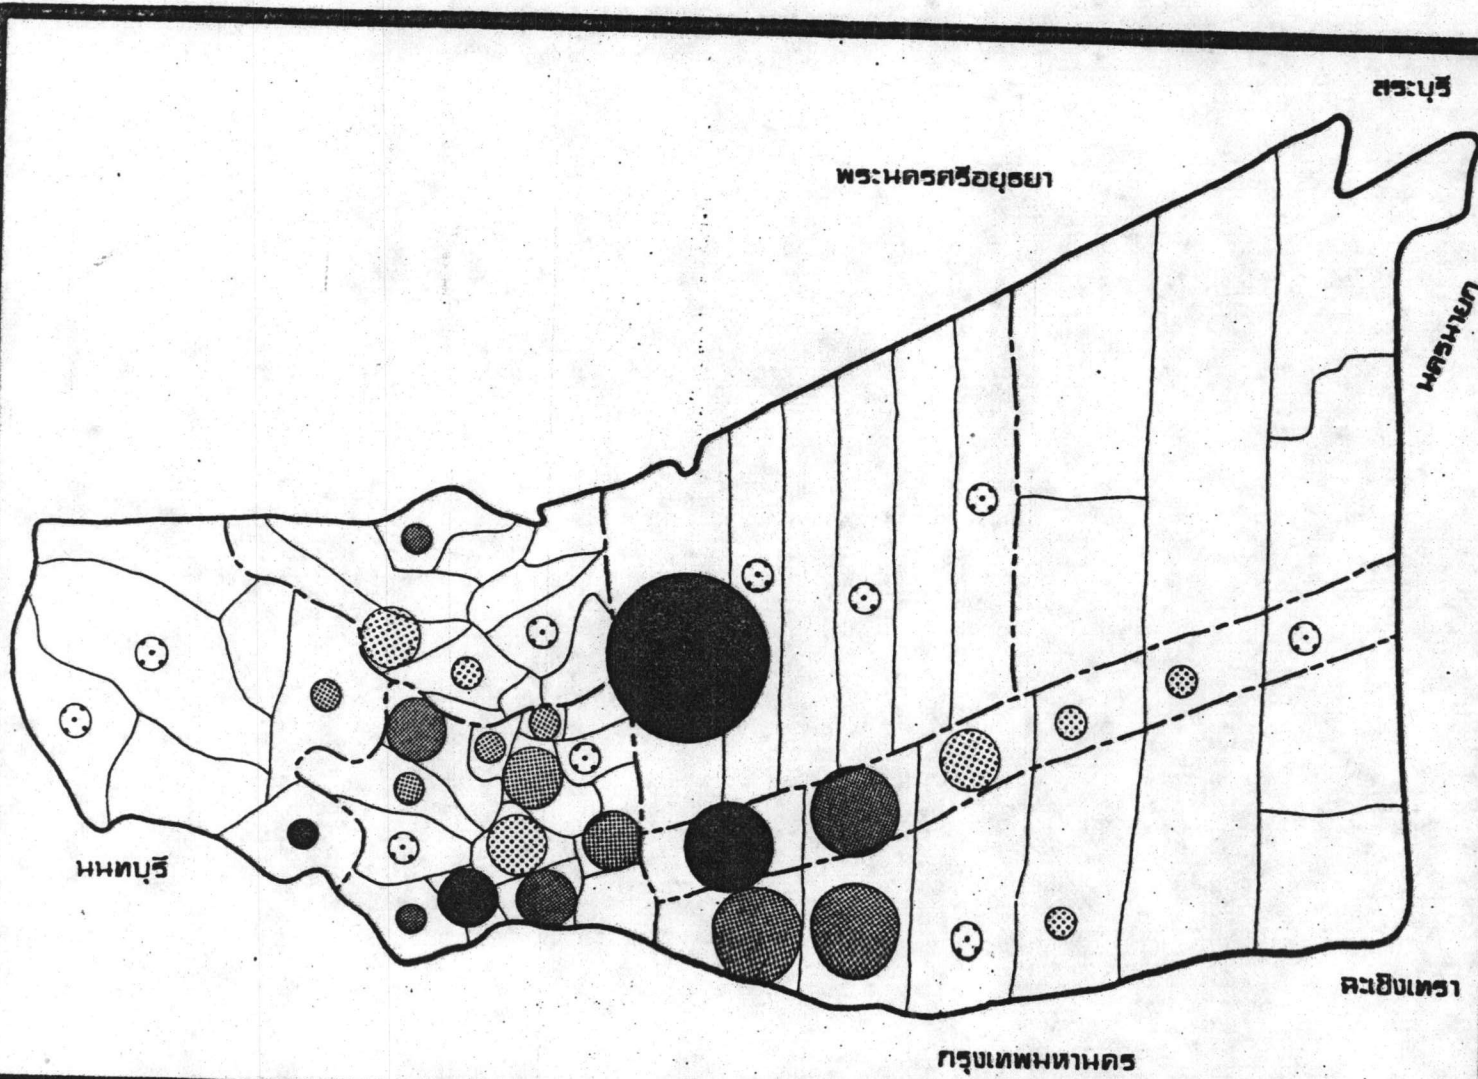 สระบุรี
พระนครศรีอยุธยา
นครนายก
นนทบุรี
ฉะเชิงเทรา
กรุงเทพมหานคร